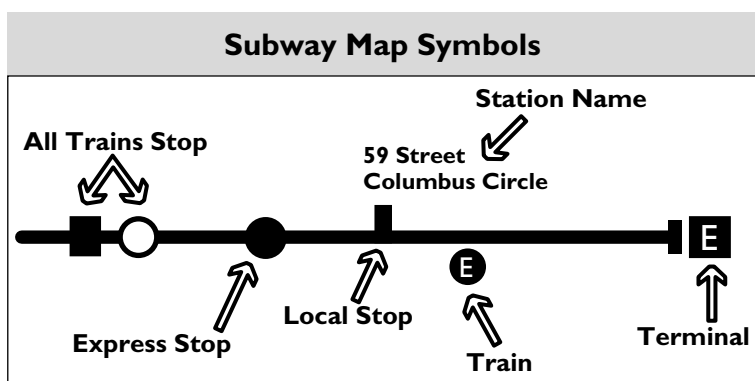 Subway Map Symbols
Station Name
All Trains Stop
59 Street
Columbus Circle
E
E
Local Stop
Express Stop
Train
Terminal